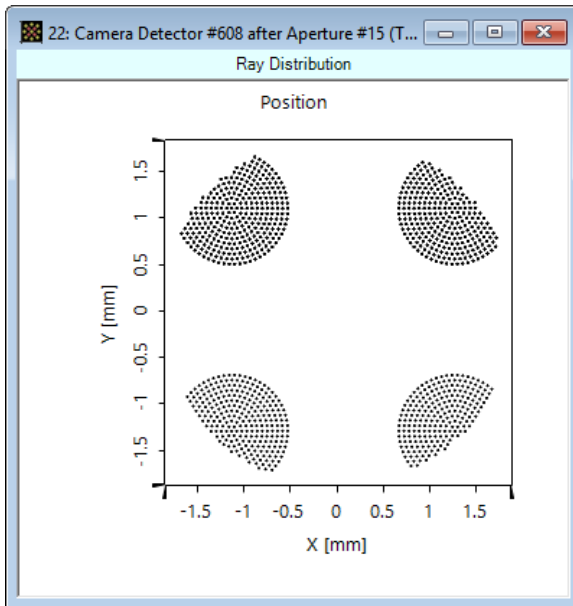 22: Camera Detector #608 after Aperture #15 (T...
Ray Distribution
Position
1.5
1
0.5
0
-0.5
-1
-1.5
Y [mm]
-1.5 -1 -0.5 0 0.5 1 1.5
X [mm]